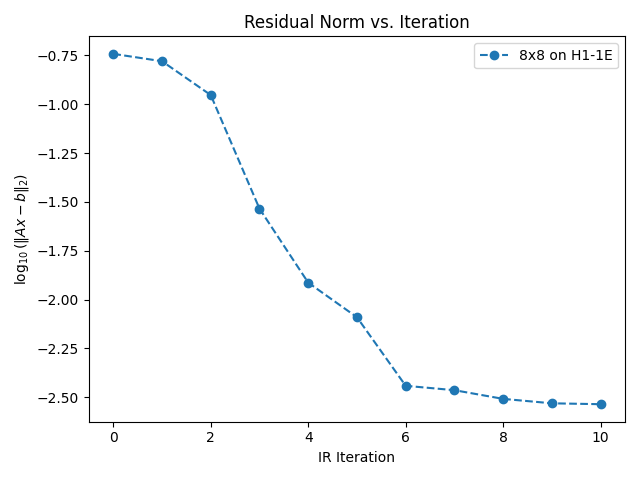 Residual Norm vs. Iteration
8x8 on H1-1E
−0.75
−1.00
−1.25
−1.50
−1.75
−2.00
−2.25
−2.50
log₁₀(‖Ax − b‖₂)
0 2 4 6 8 10
IR Iteration